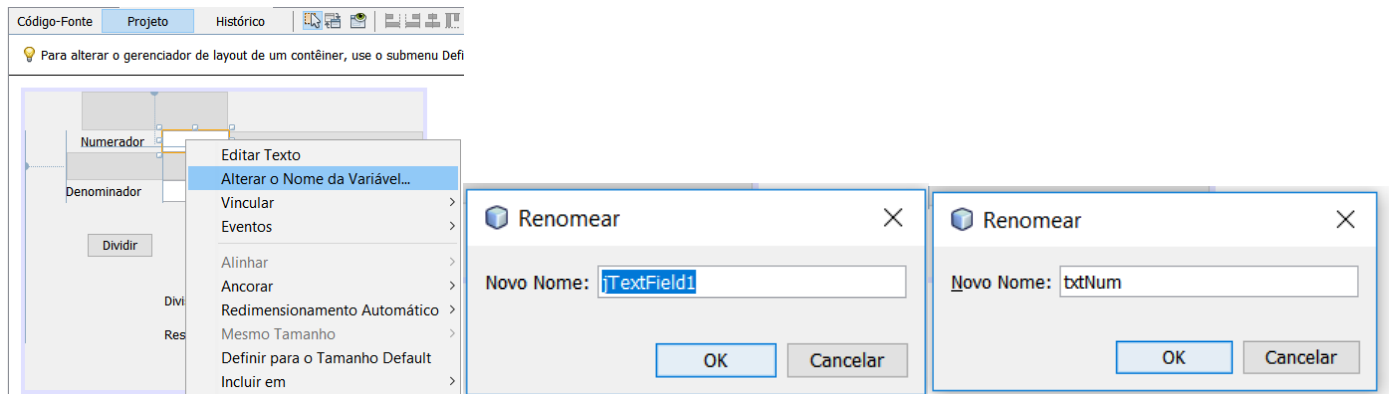 Código-Fonte Projeto Histórico
Para alterar o gerenciador de layout de um contêiner, use o submenu Defi
Numerador
Denominador
Dividir
Divi
Res
Editar Texto
Alterar o Nome da Variável...
Vincular
Eventos
Alinhar
Ancorar
Redimensionamento Automático
Mesmo Tamanho
Definir para o Tamanho Default
Incluir em
Renomear
Novo Nome: jTextField1
OK Cancelar
Renomear
Novo Nome: txtNum
OK Cancelar